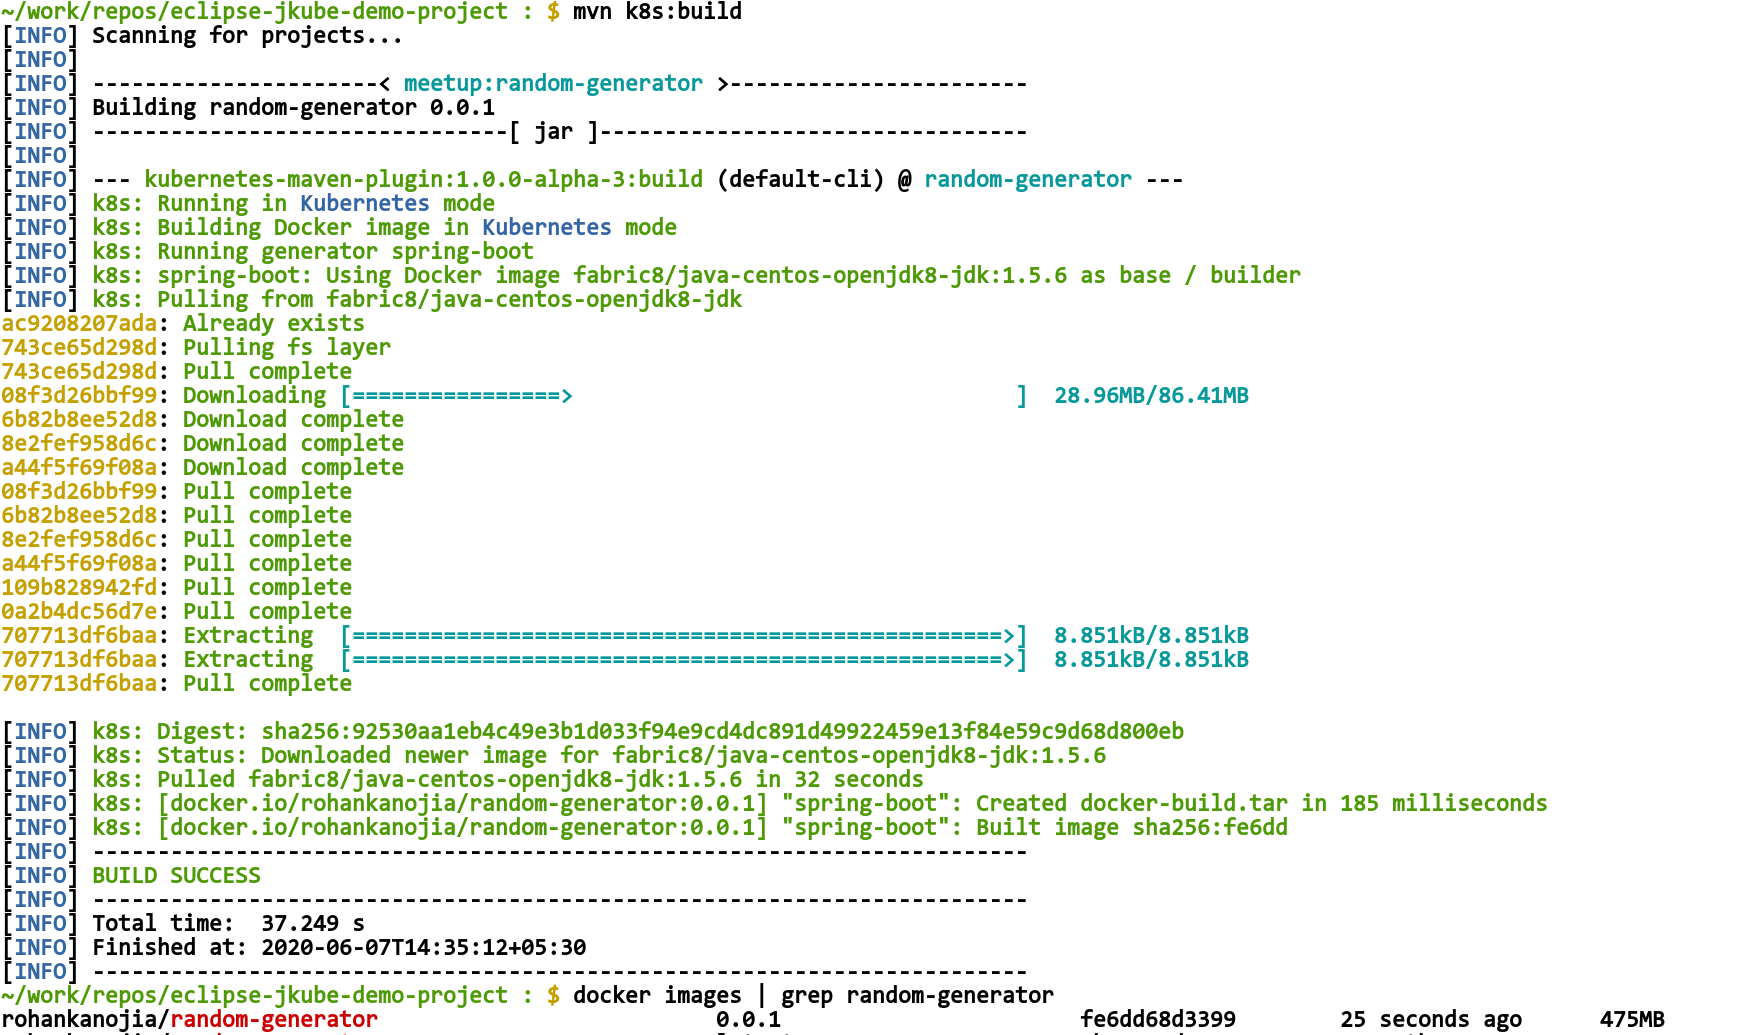 ~/work/repos/eclipse-jkube-demo-project : $ mvn k8s:build
[INFO] Scanning for projects...
[INFO]
[INFO] ----------------------< meetup:random-generator >-----------------------
[INFO] Building random-generator 0.0.1
[INFO] --------------------------------[ jar ]---------------------------------
[INFO]
[INFO] --- kubernetes-maven-plugin:1.0.0-alpha-3:build (default-cli) @ random-generator ---
[INFO] k8s: Running in Kubernetes mode
[INFO] k8s: Building Docker image in Kubernetes mode
[INFO] k8s: Running generator spring-boot
[INFO] k8s: spring-boot: Using Docker image fabric8/java-centos-openjdk8-jdk:1.5.6 as base / builder
[INFO] k8s: Pulling from fabric8/java-centos-openjdk8-jdk
ac9208207ada: Already exists
743ce65d298d: Pulling fs layer
743ce65d298d: Pull complete
08f3d26bbf99: Downloading [================>                                  ]  28.96MB/86.41MB
6b82b8ee52d8: Download complete
8e2fef958d6c: Download complete
a44f5f69f08a: Download complete
08f3d26bbf99: Pull complete
6b82b8ee52d8: Pull complete
8e2fef958d6c: Pull complete
a44f5f69f08a: Pull complete
109b828942fd: Pull complete
0a2b4dc56d7e: Pull complete
707713df6baa: Extracting  [==================================================>]  8.851kB/8.851kB
707713df6baa: Extracting  [==================================================>]  8.851kB/8.851kB
707713df6baa: Pull complete
[INFO] k8s: Digest: sha256:92530aa1eb4c49e3b1d033f94e9cd4dc891d49922459e13f84e59c9d68d800eb
[INFO] k8s: Status: Downloaded newer image for fabric8/java-centos-openjdk8-jdk:1.5.6
[INFO] k8s: Pulled fabric8/java-centos-openjdk8-jdk:1.5.6 in 32 seconds
[INFO] k8s: [docker.io/rohankanojia/random-generator:0.0.1] "spring-boot": Created docker-build.tar in 185 milliseconds
[INFO] k8s: [docker.io/rohankanojia/random-generator:0.0.1] "spring-boot": Built image sha256:fe6dd
[INFO] ------------------------------------------------------------------------
[INFO] BUILD SUCCESS
[INFO] ------------------------------------------------------------------------
[INFO] Total time:  37.249 s
[INFO] Finished at: 2020-06-07T14:35:12+05:30
[INFO] ------------------------------------------------------------------------
~/work/repos/eclipse-jkube-demo-project : $ docker images | grep random-generator
rohankanojia/random-generator                          0.0.1                       fe6dd68d3399        25 seconds ago      475MB